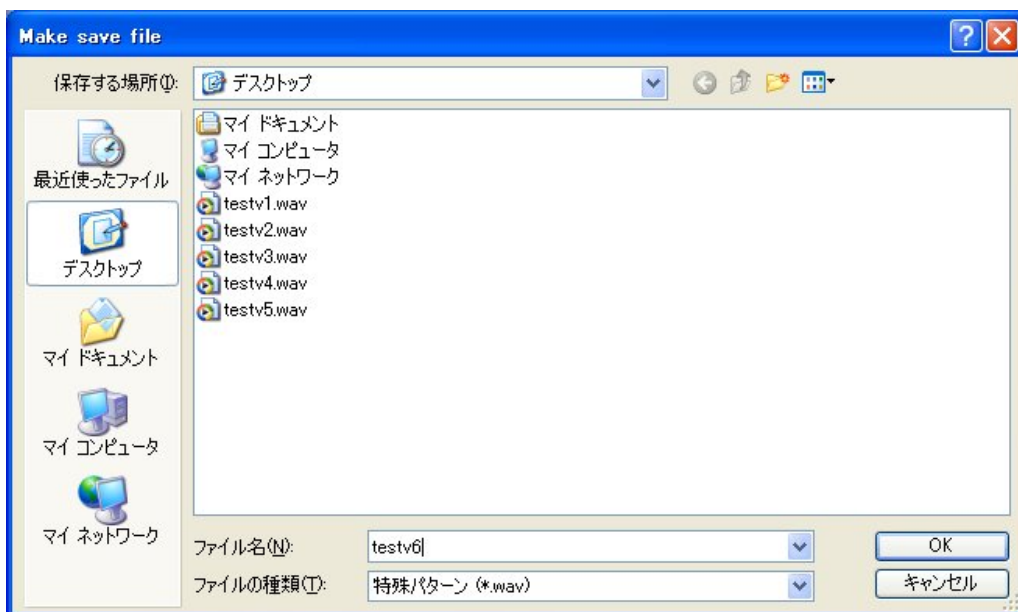 Make save file
保存する場所(I):
デスクトップ
最近使ったファイル
デスクトップ
マイ ドキュメント
マイ コンピュータ
マイ ネットワーク
マイ ドキュメント
マイ コンピュータ
マイ ネットワーク
testv1.wav
testv2.wav
testv3.wav
testv4.wav
testv5.wav
ファイル名(N):
testv6
OK
ファイルの種類(T):
特殊パターン (*.wav)
キャンセル